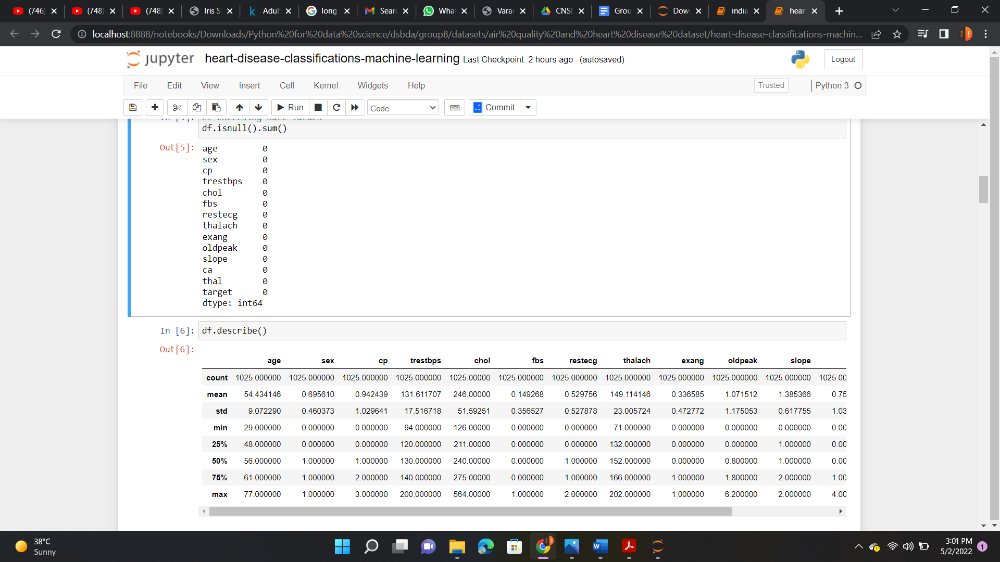 (746)
(748)
(748)
Iris S
Adul
long
Sear
What
Varac
CNSL
Grou
Dow
india
heart
localhost:8888/notebooks/Downloads/Python%20for%20data%20science/dsbda/groupB/datasets/air%20quality%20and%20heart%20disease%20dataset/heart-disease-classifications-machin...
jupyter heart-disease-classifications-machine-learning Last Checkpoint: 2 hours ago (autosaved)
Logout
File Edit View Insert Cell Kernel Widgets Help
Trusted
Python 3
Run
Code
Commit
In [5]: ## checking null values
df.isnull().sum()
Out[5]: age 0
sex 0
cp 0
trestbps 0
chol 0
fbs 0
restecg 0
thalach 0
exang 0
oldpeak 0
slope 0
ca 0
thal 0
target 0
dtype: int64
In [6]: df.describe()
Out[6]:
age sex cp trestbps chol fbs restecg thalach exang oldpeak slope
count 1025.000000 1025.000000 1025.000000 1025.000000 1025.00000 1025.000000 1025.000000 1025.000000 1025.000000 1025.000000 1025.000000 1025.00
mean 54.434146 0.695610 0.942439 131.611707 246.00000 0.149268 0.529756 149.114146 0.336585 1.071512 1.385366 0.75
std 9.072290 0.460373 1.029641 17.516718 51.59251 0.356527 0.527878 23.005724 0.472772 1.175053 0.617755 1.03
min 29.000000 0.000000 0.000000 94.000000 126.00000 0.000000 0.000000 71.000000 0.000000 0.000000 0.000000 0.00
25% 48.000000 0.000000 0.000000 120.000000 211.00000 0.000000 0.000000 132.000000 0.000000 0.000000 1.000000 0.00
50% 56.000000 1.000000 1.000000 130.000000 240.00000 0.000000 1.000000 152.000000 0.000000 0.800000 1.000000 0.00
75% 61.000000 1.000000 2.000000 140.000000 275.00000 0.000000 1.000000 166.000000 1.000000 1.800000 2.000000 1.00
max 77.000000 1.000000 3.000000 200.000000 564.00000 1.000000 2.000000 202.000000 1.000000 6.200000 2.000000 4.00
38°C
Sunny
3:01 PM
5/2/2022
1